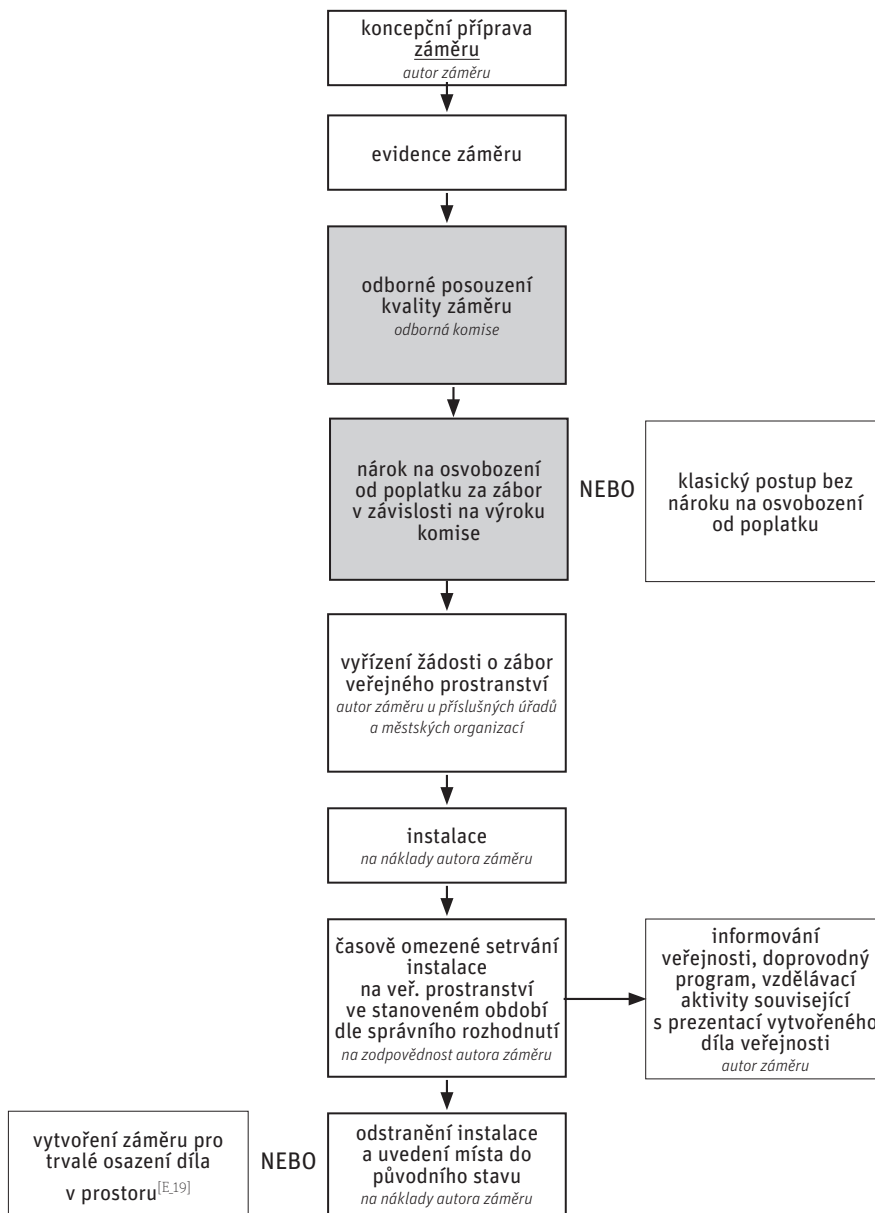 koncepční příprava
záměru
autor záměru
evidence záměru
odborné posouzení
kvality záměru
odborná komise
nárok na osvobození
od poplatku za zábor
v závislosti na výroku
komise
NEBO
klasický postup bez
nároku na osvobození
od poplatku
vyřízení žádosti o zábor
veřejného prostranství
autor záměru u příslušných úřadů
a městských organizací
instalace
na náklady autora záměru
časově omezené setrvání
instalace
na veř. prostranství
ve stanoveném období
dle správního rozhodnutí
na zodpovědnost autora záměru
informování
veřejnosti, doprovodný
program, vzdělávací
aktivity související
s prezentací vytvořeného
díla veřejnosti
autor záměru
vytvoření záměru pro
trvalé osazení díla
v prostoru[E.19]
NEBO
odstranění instalace
a uvedení místa do
původního stavu
na náklady autora záměru